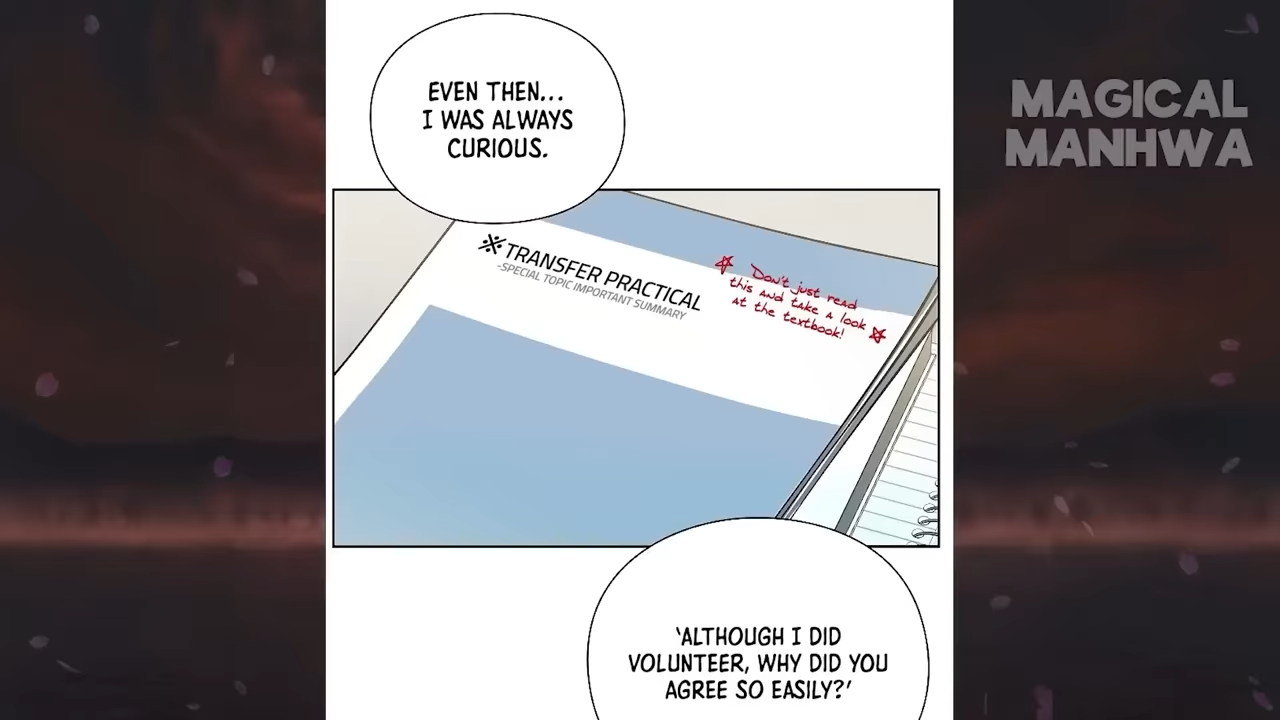 EVEN THEN...
I WAS ALWAYS
CURIOUS.
MAGICAL
MANHWA
※TRANSFER PRACTICAL
-SPECIAL TOPIC IMPORTANT SUMMARY
☆ Don't just read
this and take a look ☆
at the textbook!
'ALTHOUGH I DID
VOLUNTEER, WHY DID YOU
AGREE SO EASILY?'